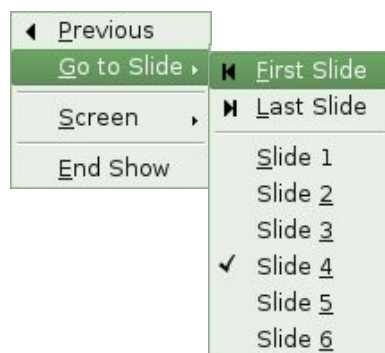 Previous
Go to Slide
Screen
End Show
First Slide
Last Slide
Slide 1
Slide 2
Slide 3
Slide 4
Slide 5
Slide 6